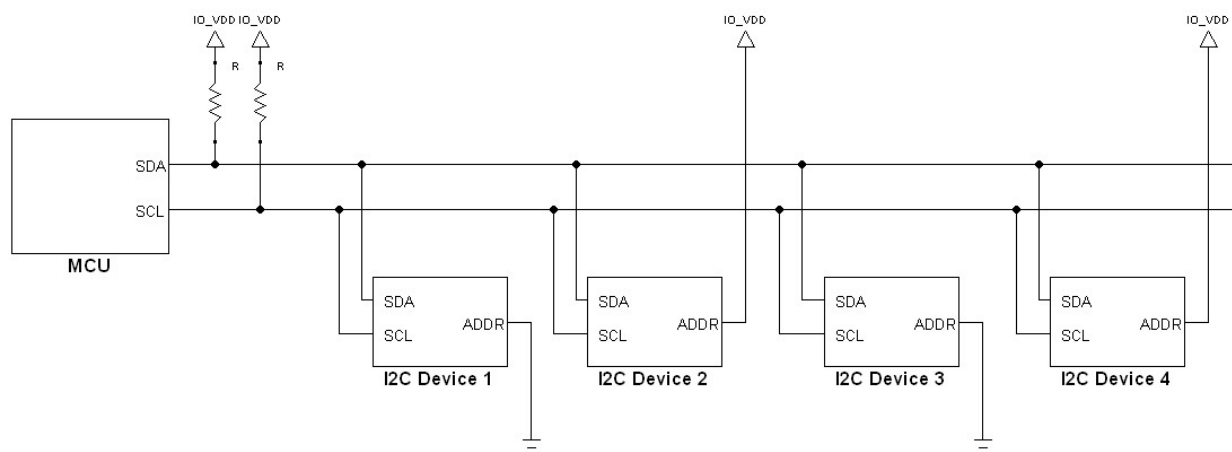 IO_VDD IO_VDD IO_VDD IO_VDD
R R
SDA
SCL
MCU
SDA SDA SDA SDA
ADDR ADDR ADDR ADDR
SCL SCL SCL SCL
I2C Device 1 I2C Device 2 I2C Device 3 I2C Device 4